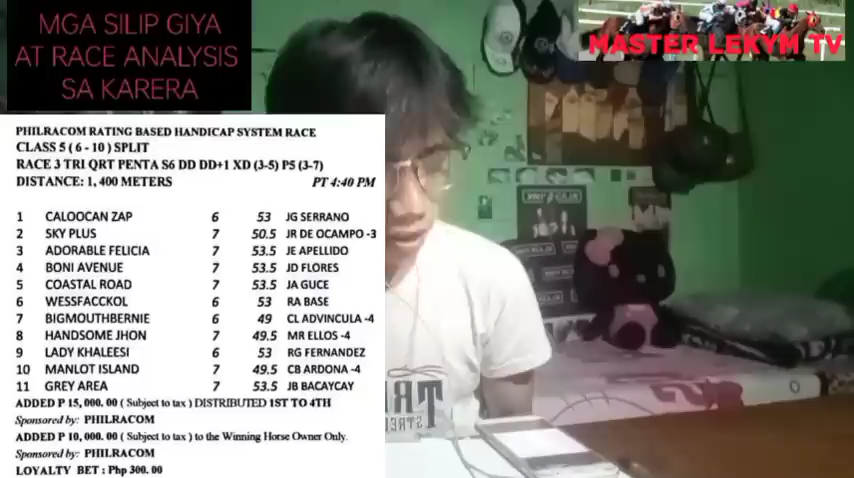 MGA SILIP GIYA
AT RACE ANALYSIS
SA KARERA
MASTER LEKYM TV
PHILRACOM RATING BASED HANDICAP SYSTEM RACE
CLASS 5 ( 6 - 10 ) SPLIT
RACE 3 TRI QRT PENTA S6 DD DD+1 XD (3-5) P5 (3-7)
DISTANCE: 1, 400 METERS PT 4:40 PM
1 CALOOCAN ZAP 6 53 JG SERRANO
2 SKY PLUS 7 50.5 JR DE OCAMPO -3
3 ADORABLE FELICIA 7 53.5 JE APELLIDO
4 BONI AVENUE 7 53.5 JD FLORES
5 COASTAL ROAD 7 53.5 JA GUCE
6 WESSFACCKOL 6 53 RA BASE
7 BIGMOUTHBERNIE 6 49 CL ADVINCULA -4
8 HANDSOME JHON 7 49.5 MR ELLOS -4
9 LADY KHALEESI 6 53 RG FERNANDEZ
10 MANLOT ISLAND 7 49.5 CB ARDONA -4
11 GREY AREA 7 53.5 JB BACAYCAY
ADDED P 15, 000. 00 ( Subject to tax ) DISTRIBUTED 1ST TO 4TH
Sponsored by: PHILRACOM
ADDED P 10, 000. 00 ( Subject to tax ) to the Winning Horse Owner Only.
Sponsored by: PHILRACOM
LOYALTY BET : Php 300. 00